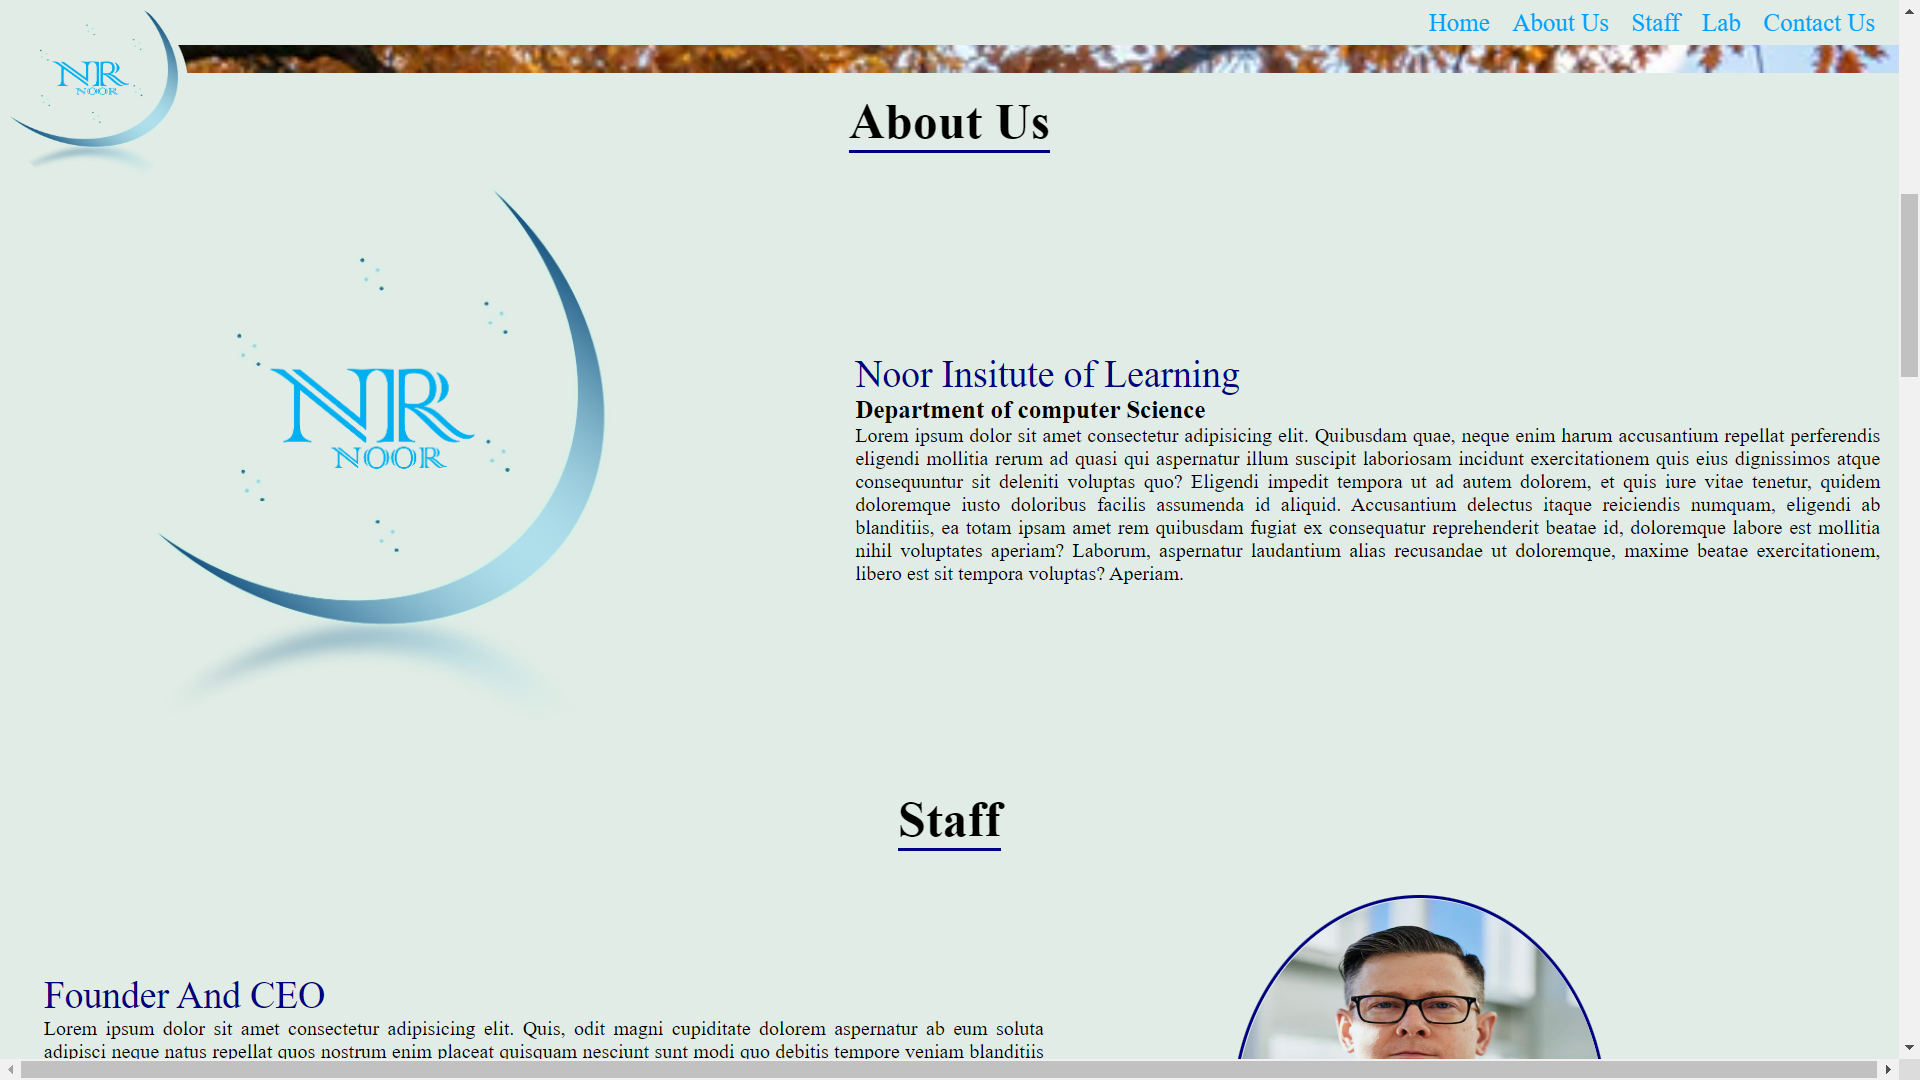 Home About Us Staff Lab Contact Us
NR
NOOR
About Us
NR
NOOR
Noor Insitute of Learning
Department of computer Science
Lorem ipsum dolor sit amet consectetur adipisicing elit. Quibusdam quae, neque enim harum accusantium repellat perferendis
eligendi mollitia rerum ad quasi qui aspernatur illum suscipit laboriosam incidunt exercitationem quis eius dignissimos atque
consequuntur sit deleniti voluptas quo? Eligendi impedit tempora ut ad autem dolorem, et quis iure vitae tenetur, quidem
doloremque iusto doloribus facilis assumenda id aliquid. Accusantium delectus itaque reiciendis numquam, eligendi ab
blanditiis, ea totam ipsam amet rem quibusdam fugiat ex consequatur reprehenderit beatae id, doloremque labore est mollitia
nihil voluptates aperiam? Laborum, aspernatur laudantium alias recusandae ut doloremque, maxime beatae exercitationem,
libero est sit tempora voluptas? Aperiam.
Staff
Founder And CEO
Lorem ipsum dolor sit amet consectetur adipisicing elit. Quis, odit magni cupiditate dolorem aspernatur ab eum soluta
adipisci neque natus repellat quos nostrum enim placeat quisquam nesciunt sunt modi quo debitis tempore veniam blanditiis